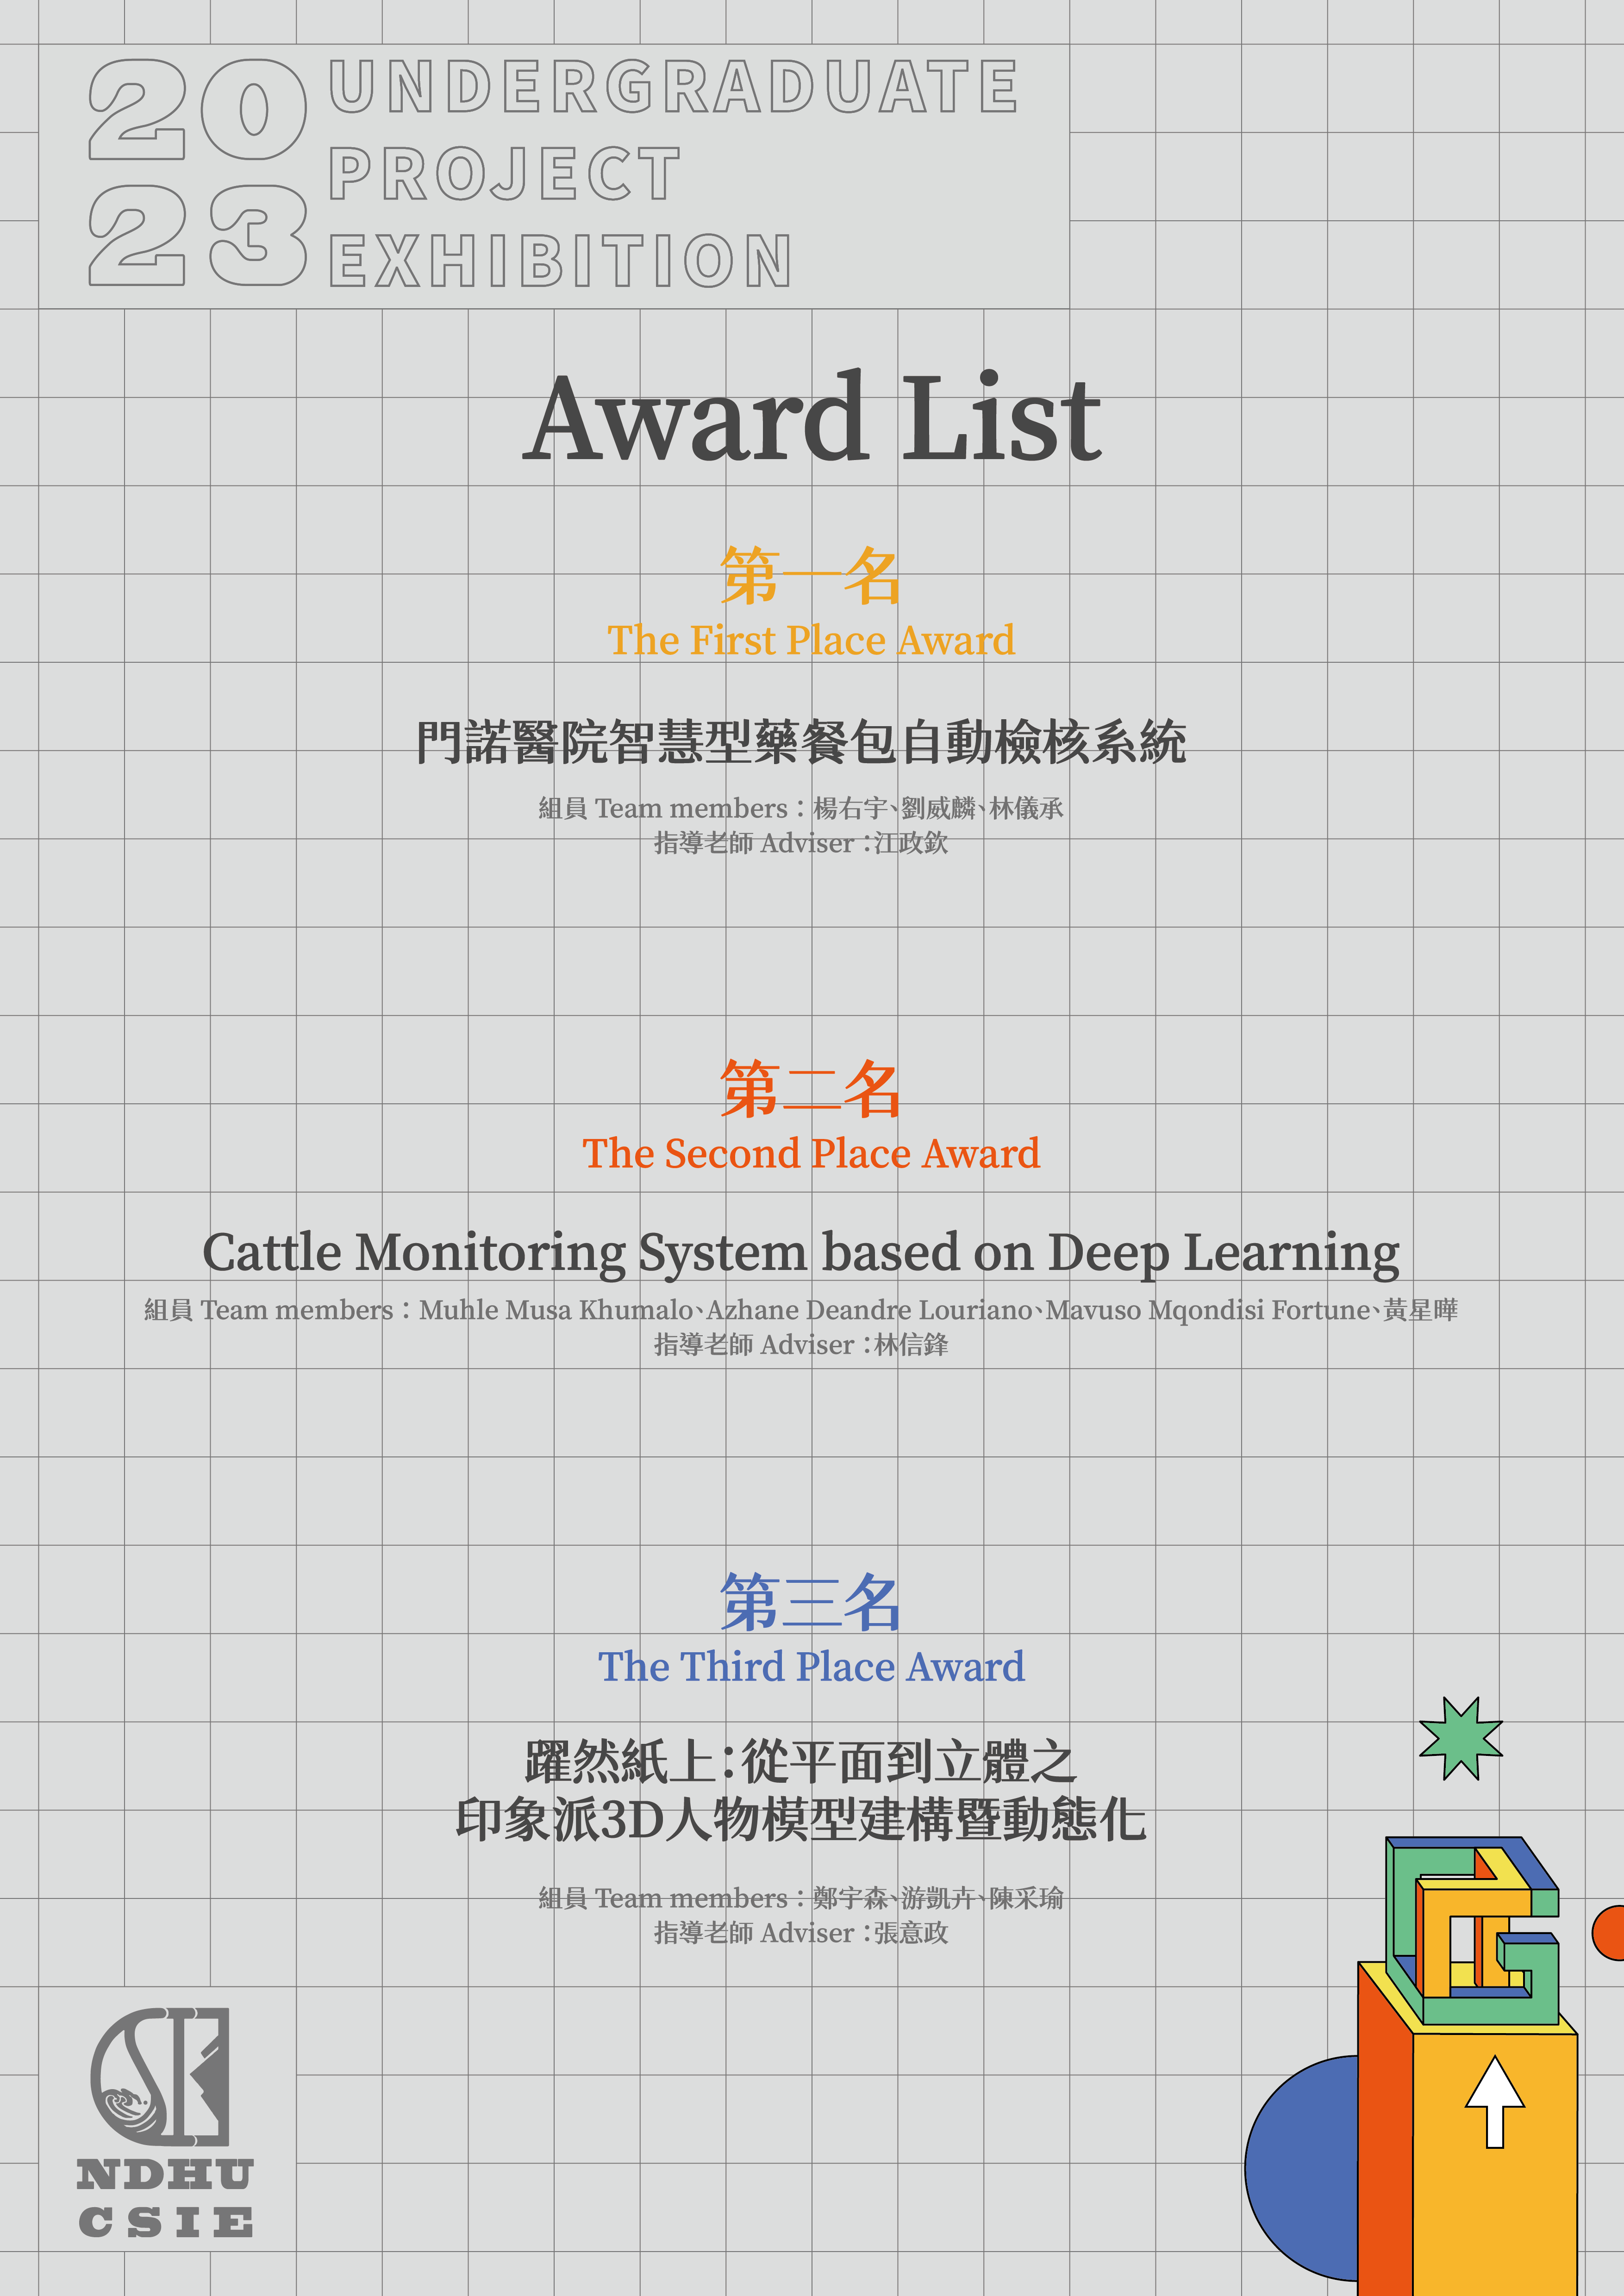 2023 UNDERGRADUATE
PROJECT
EXHIBITION
Award List
第一名
The First Place Award
門諾醫院智慧型藥餐包自動檢核系統
組員 Team members：楊右宇、劉威麟、林儀承
指導老師 Adviser：江政欽
第二名
The Second Place Award
Cattle Monitoring System based on Deep Learning
組員 Team members：Muhle Musa Khumalo、Azhane Deandre Louriano、Mavuso Mqondisi Fortune、黃星曄
指導老師 Adviser：林信鋒
第三名
The Third Place Award
躍然紙上：從平面到立體之
印象派3D人物模型建構暨動態化
組員 Team members：鄭宇森、游凱卉、陳采瑜
指導老師 Adviser：張意政
NDHU
CSIE